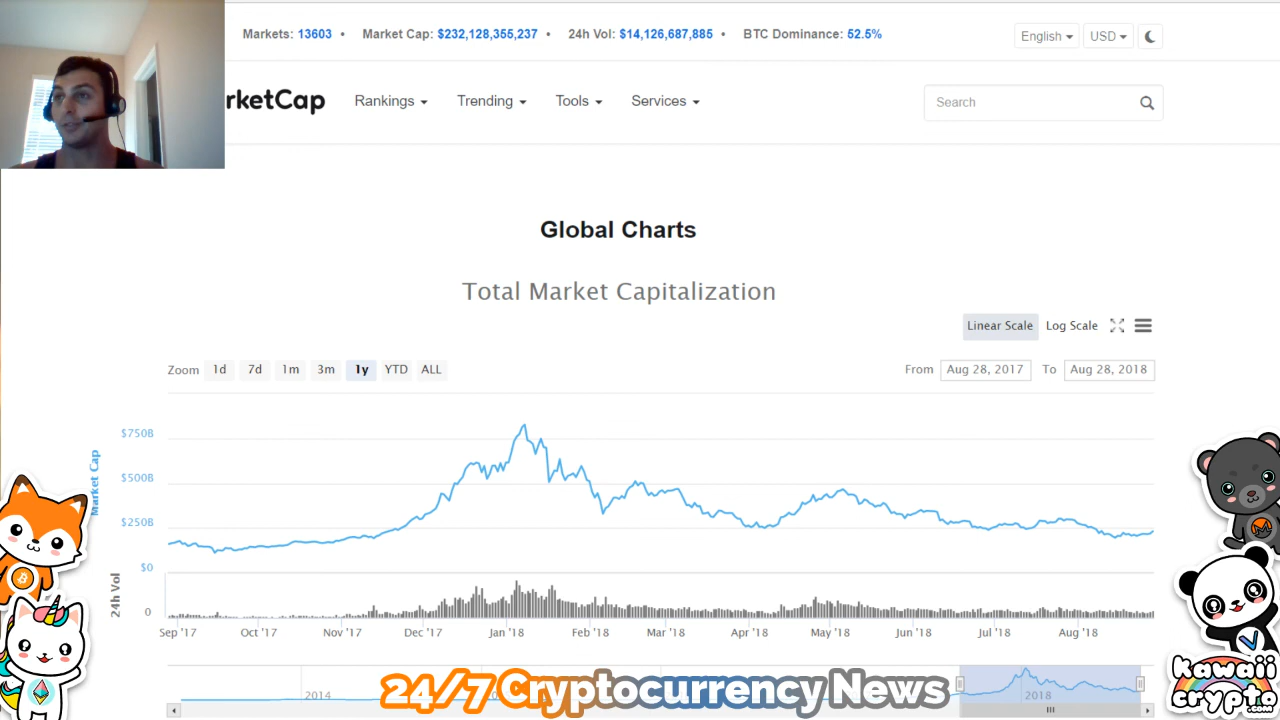 Markets: 13603 • Market Cap: $232,128,355,237 • 24h Vol: $14,126,687,885 • BTC Dominance: 52.5%
English USD
rketCap Rankings Trending Tools Services Search
Global Charts
Total Market Capitalization
Linear Scale Log Scale
Zoom 1d 7d 1m 3m 1y YTD ALL From Aug 28, 2017 To Aug 28, 2018
$750B
$500B
$250B
$0
Market Cap
24h Vol
0
Sep '17 Oct '17 Nov '17 Dec '17 Jan '18 Feb '18 Mar '18 Apr '18 May '18 Jun '18 Jul '18 Aug '18
2014 2018
24/7 Cryptocurrency News
kawaii
crypto
.com